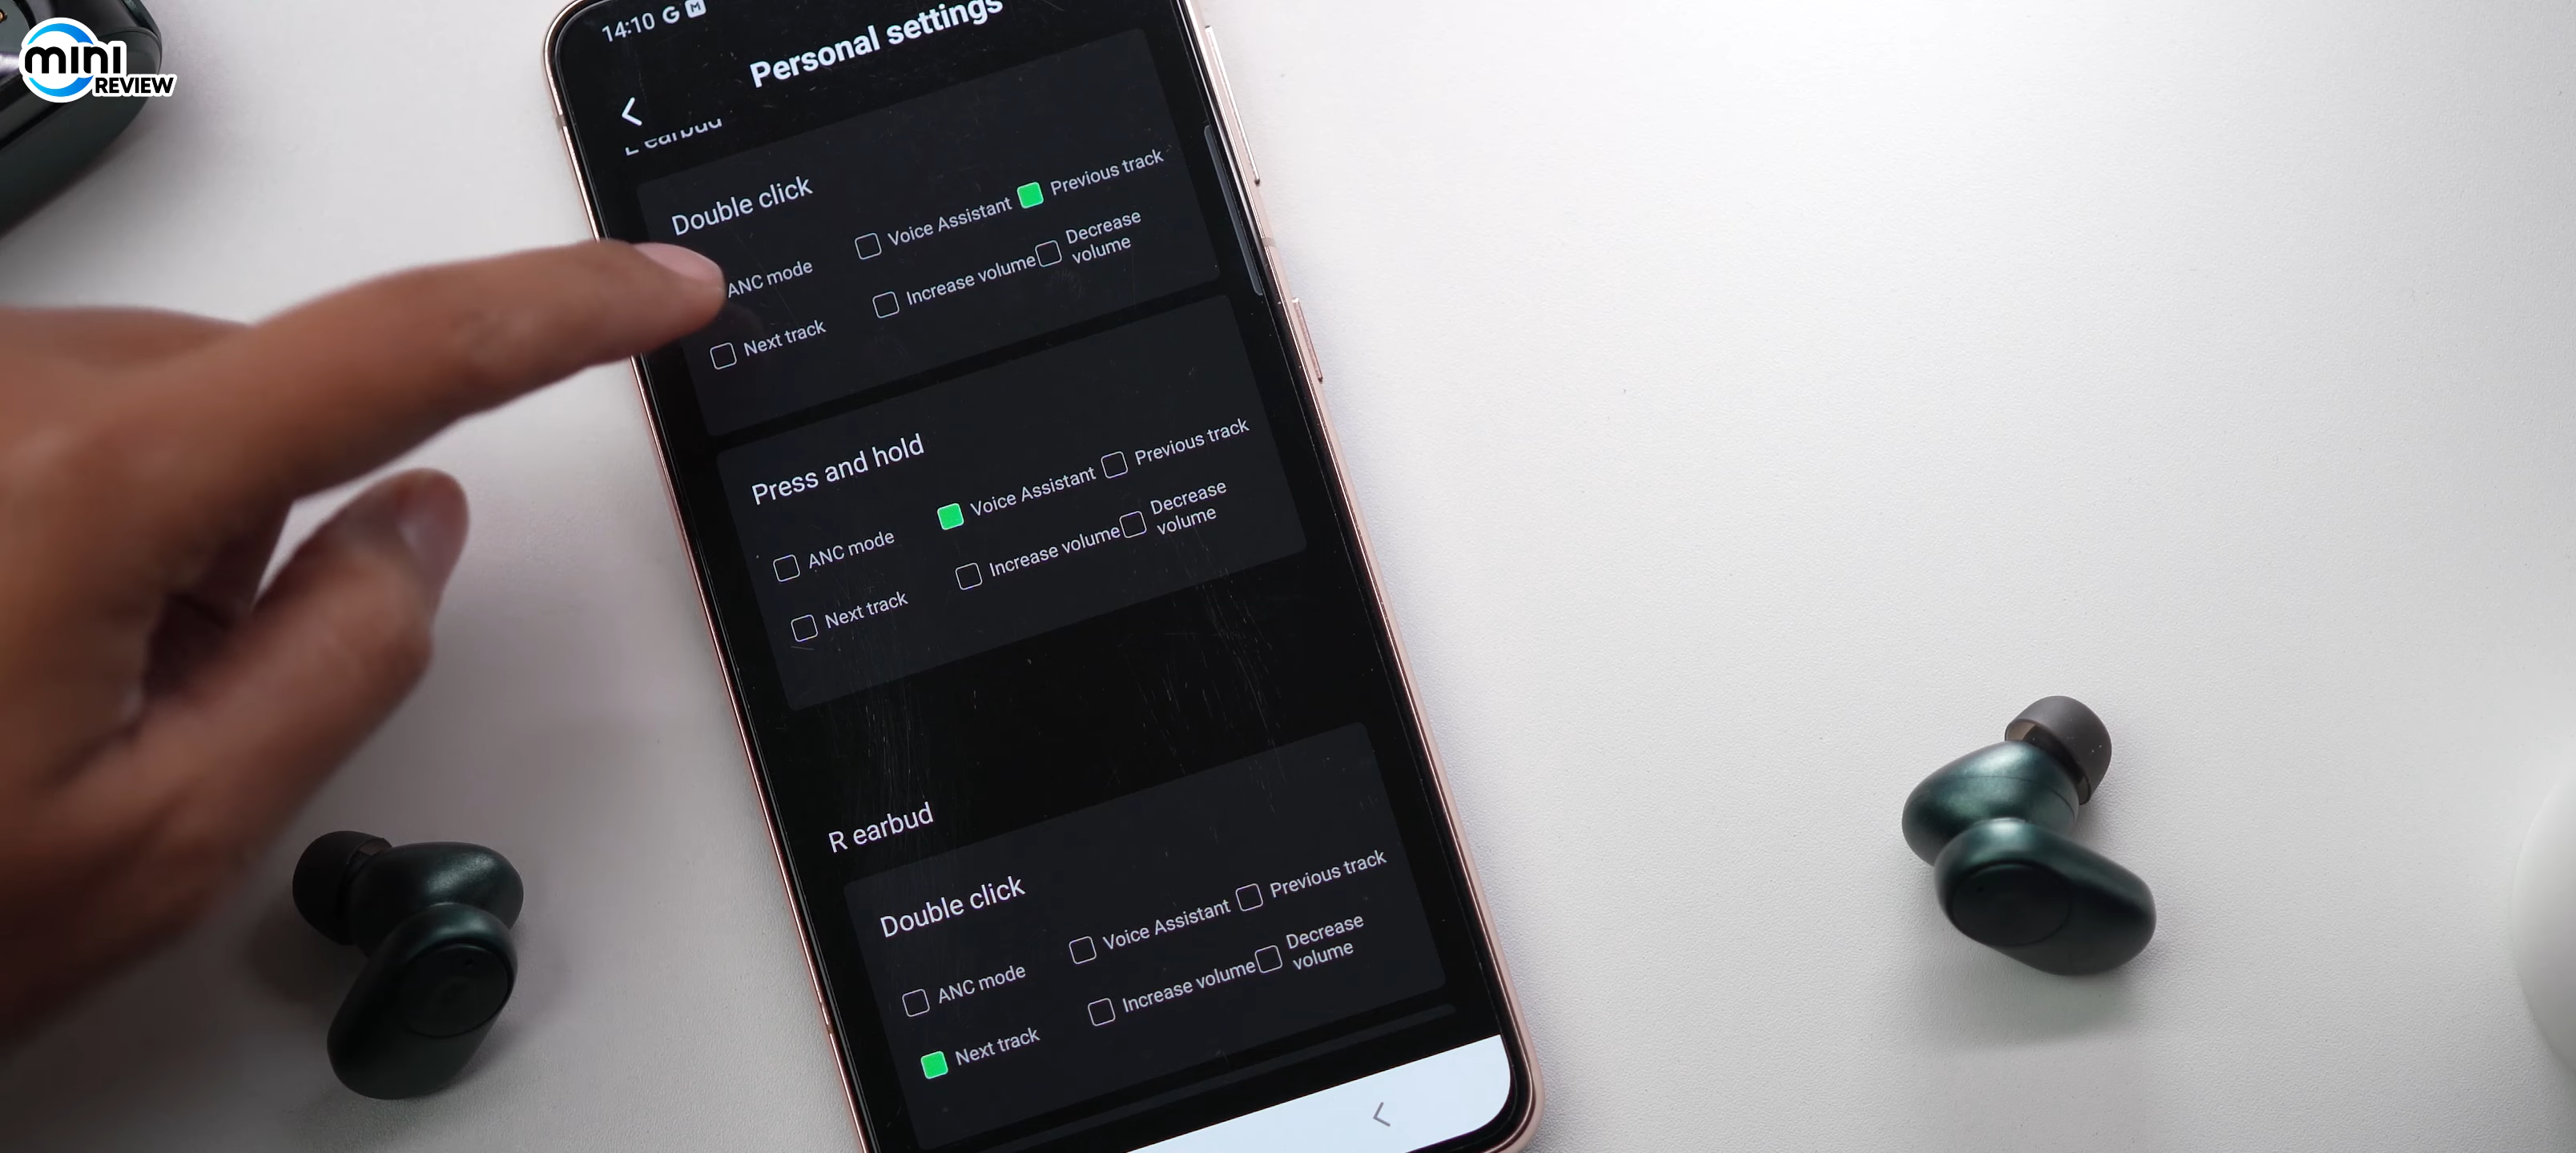 mini
REVIEW
14:10 G M
Personal settings
L earbud
Double click
Voice Assistant Previous track
ANC mode
Increase volume Decrease
volume
Next track
Press and hold
Voice Assistant Previous track
ANC mode
Increase volume Decrease
volume
Next track
R earbud
Double click
Voice Assistant Previous track
ANC mode
Increase volume Decrease
volume
Next track